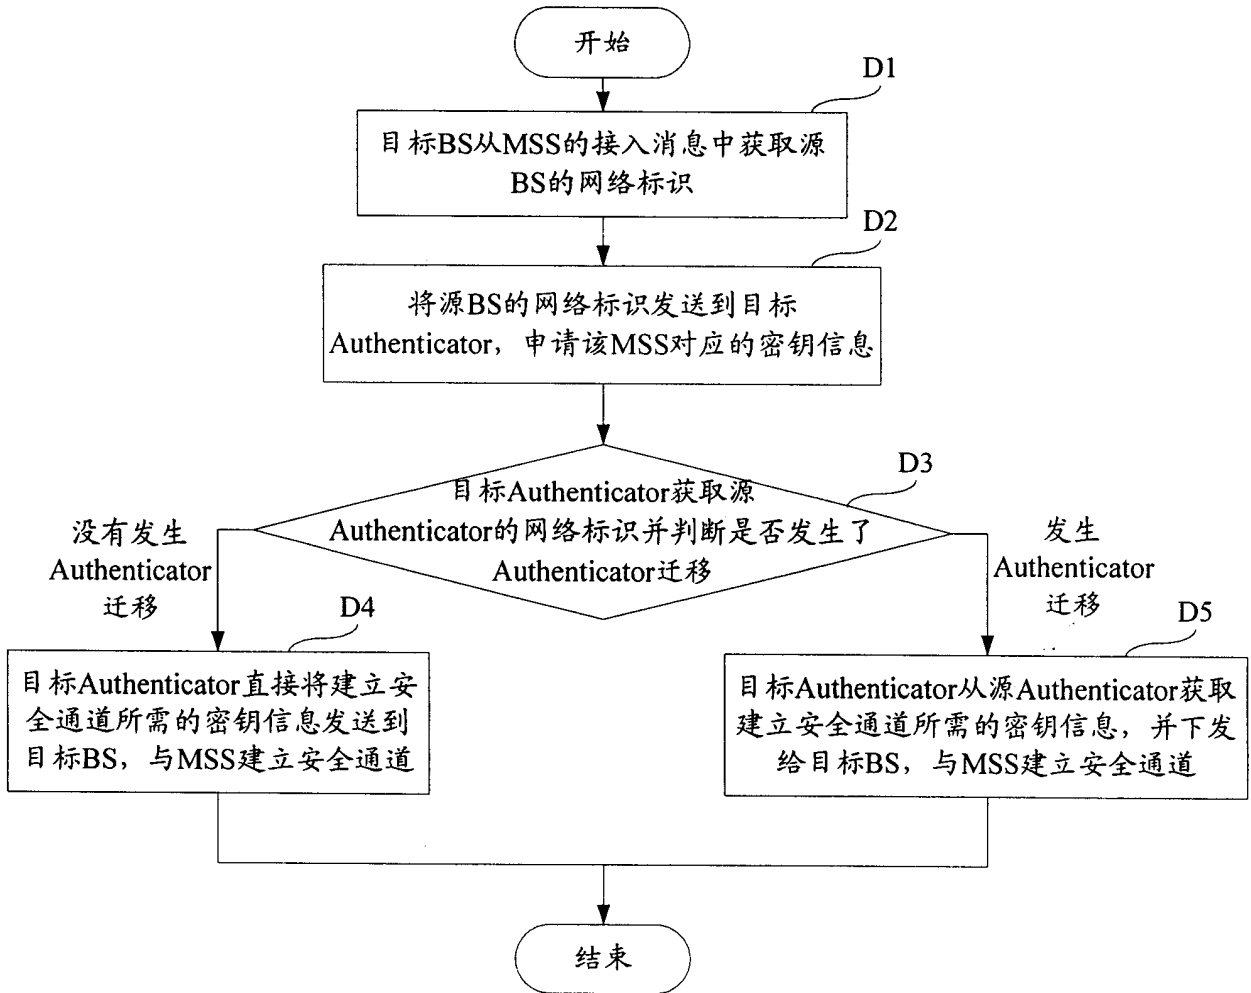 开始
D1
目标BS从MSS的接入消息中获取源
BS的网络标识
D2
将源BS的网络标识发送到目标
Authenticator，申请该MSS对应的密钥信息
D3
目标Authenticator获取源
Authenticator的网络标识并判断是否发生了
Authenticator迁移
没有发生
Authenticator
迁移
发生
Authenticator
迁移
D4
目标Authenticator直接将建立安
全通道所需的密钥信息发送到
目标BS，与MSS建立安全通道
D5
目标Authenticator从源Authenticator获取
建立安全通道所需的密钥信息，并下发
给目标BS，与MSS建立安全通道
结束